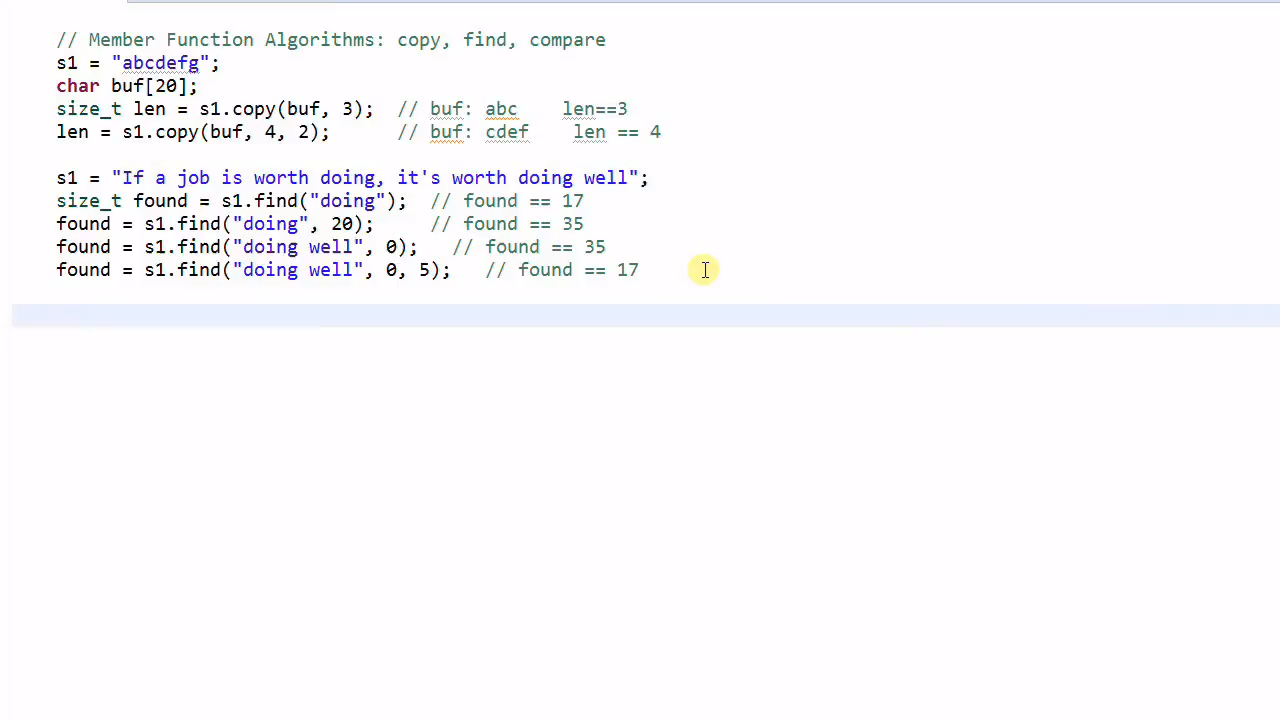 // Member Function Algorithms: copy, find, compare
s1 = "abcdefg";
char buf[20];
size_t len = s1.copy(buf, 3);  // buf: abc    len==3
len = s1.copy(buf, 4, 2);      // buf: cdef    len == 4
s1 = "If a job is worth doing, it's worth doing well";
size_t found = s1.find("doing");  // found == 17
found = s1.find("doing", 20);     // found == 35
found = s1.find("doing well", 0);   // found == 35
found = s1.find("doing well", 0, 5);   // found == 17